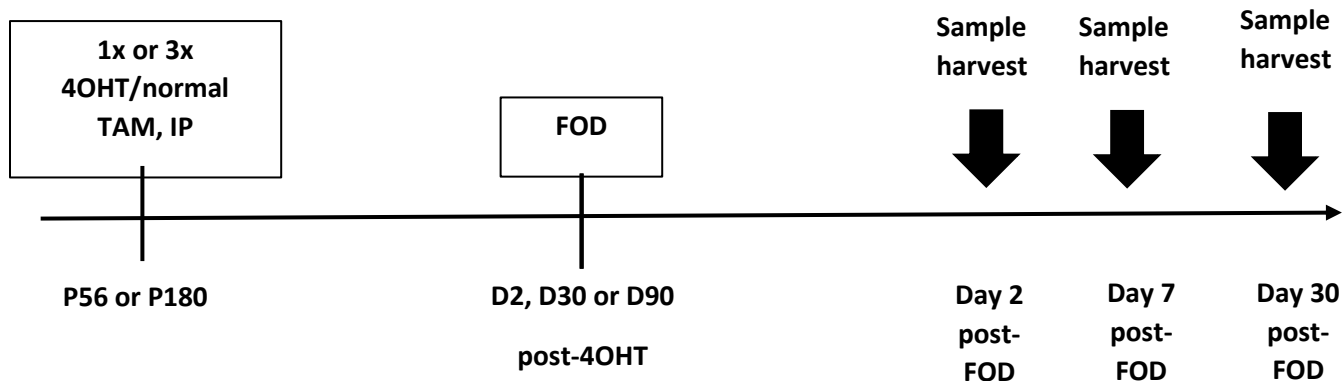 1x or 3x
4OHT/normal
TAM, IP
FOD
Sample
harvest
Sample
harvest
Sample
harvest
P56 or P180
D2, D30 or D90
post-4OHT
Day 2
post-
FOD
Day 7
post-
FOD
Day 30
post-
FOD